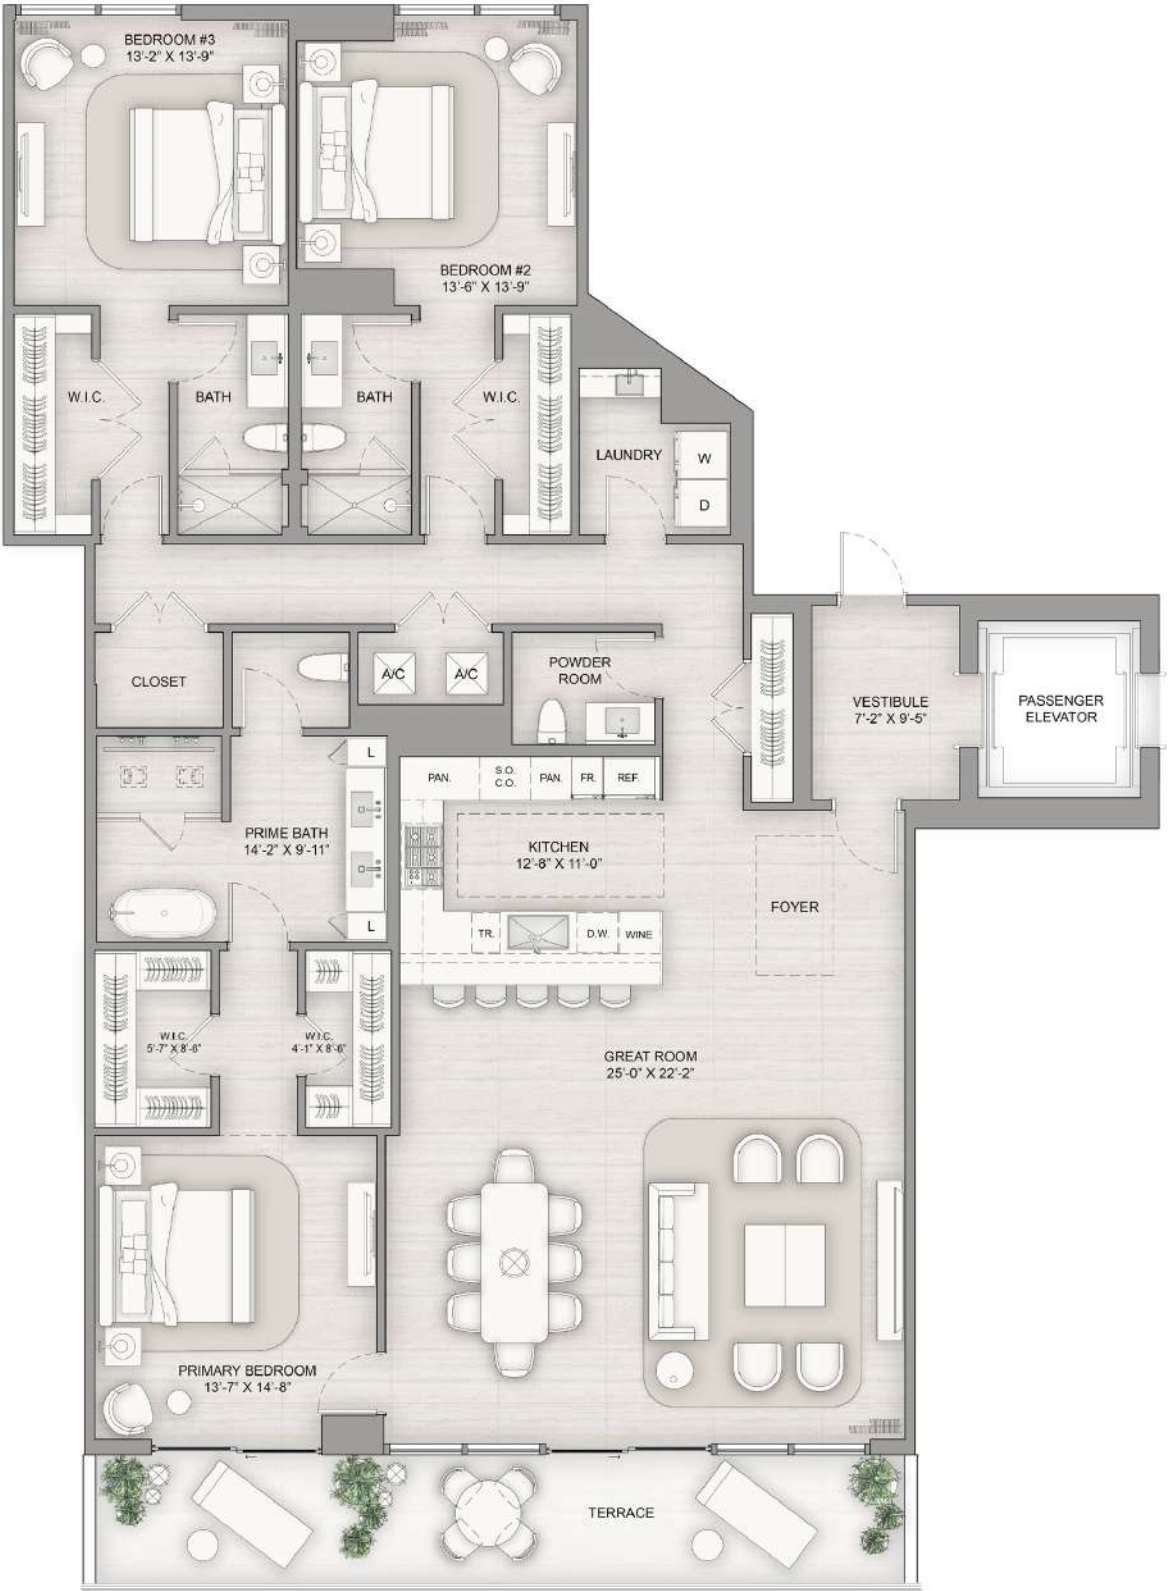 BEDROOM #3
13'-2" X 13'-9"
BEDROOM #2
13'-6" X 13'-9"
W.I.C.
BATH
BATH
W.I.C.
LAUNDRY
W
D
CLOSET
A/C
A/C
POWDER
ROOM
VESTIBULE
7'-2" X 9'-5"
PASSENGER
ELEVATOR
L
PAN.
S.O.
C.O.
PAN.
FR.
REF.
PRIME BATH
14'-2" X 9'-11"
KITCHEN
12'-8" X 11'-0"
FOYER
L
TR.
D.W.
WINE
W.I.C.
5'-7" X 8'-6"
W.I.C.
4'-1" X 8'-6"
GREAT ROOM
25'-0" X 22'-2"
PRIMARY BEDROOM
13'-7" X 14'-8"
TERRACE